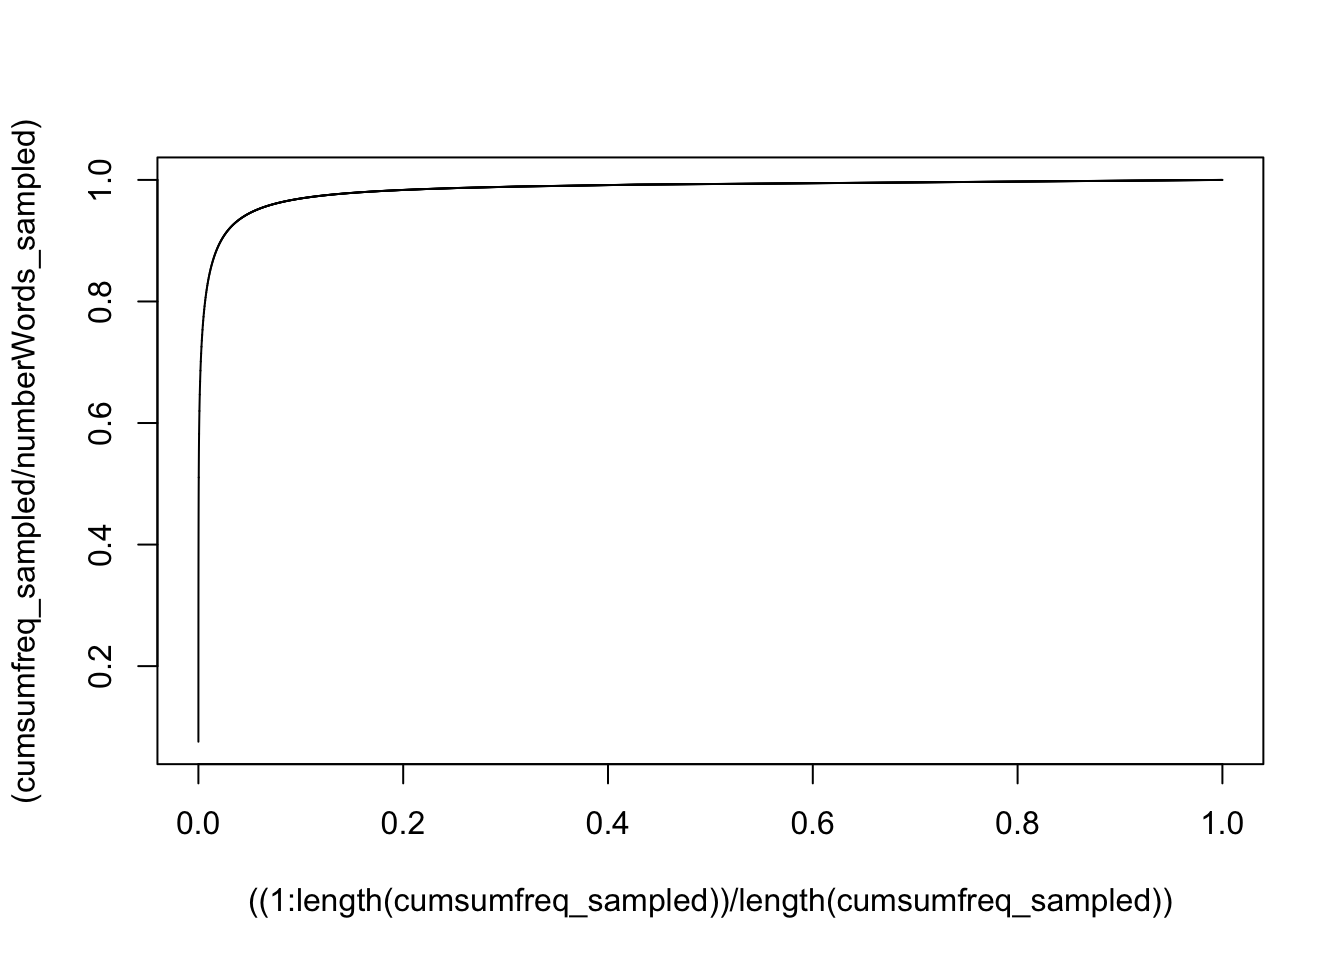 (cumsumfreq_sampled/numberWords_sampled)
1.0
0.8
0.6
0.4
0.2
0.0 0.2 0.4 0.6 0.8 1.0
((1:length(cumsumfreq_sampled))/length(cumsumfreq_sampled))